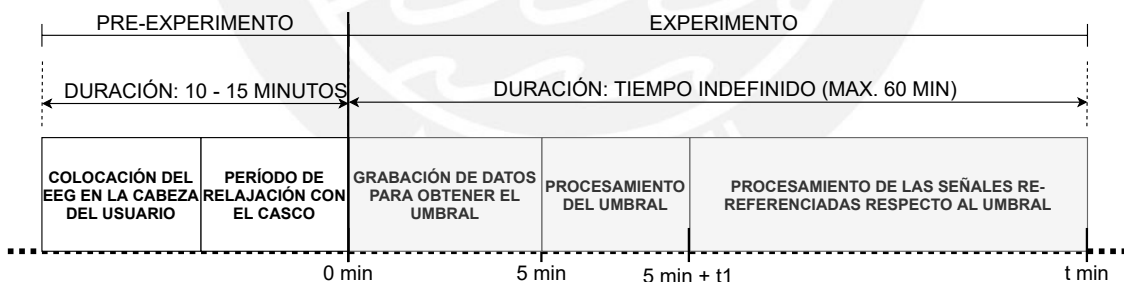 PRE-EXPERIMENTO
EXPERIMENTO
DURACIÓN: 10 - 15 MINUTOS
DURACIÓN: TIEMPO INDEFINIDO (MAX. 60 MIN)
COLOCACIÓN DEL
EEG EN LA CABEZA
DEL USUARIO
PERÍODO DE
RELAJACIÓN CON
EL CASCO
GRABACIÓN DE DATOS
PARA OBTENER EL
UMBRAL
PROCESAMIENTO
DEL UMBRAL
PROCESAMIENTO DE LAS SEÑALES RE-
REFERENCIADAS RESPECTO AL UMBRAL
0 min
5 min
5 min + t1
t min